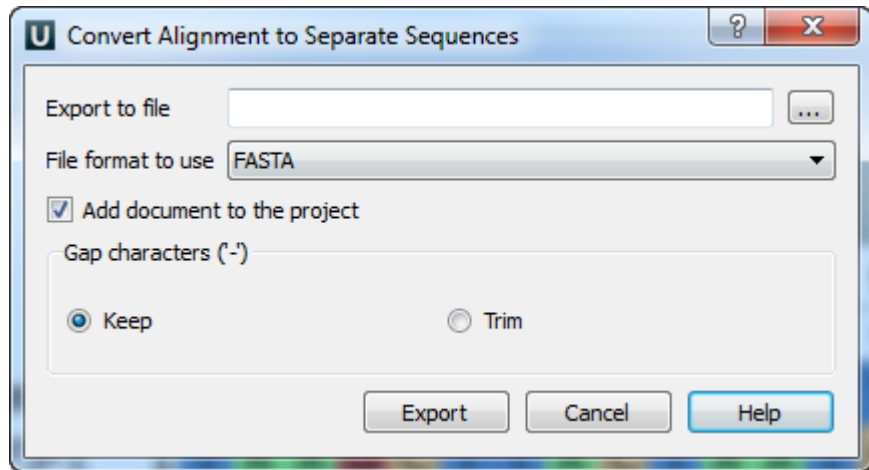 U Convert Alignment to Separate Sequences ? X
Export to file ...
File format to use FASTA
Add document to the project
Gap characters ('-')
Keep Trim
Export Cancel Help